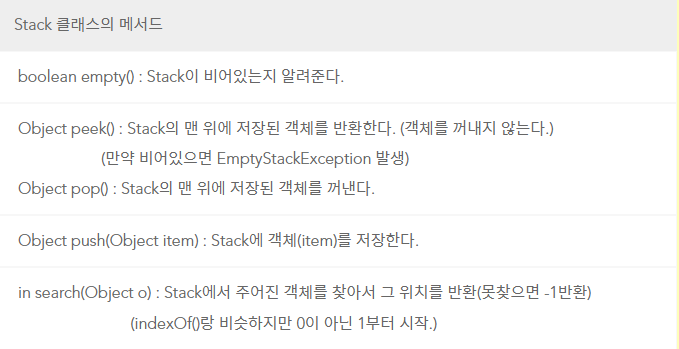 Stack 클래스의 메서드
boolean empty() : Stack이 비어있는지 알려준다.
Object peek() : Stack의 맨 위에 저장된 객체를 반환한다. (객체를 꺼내지 않는다.)
(만약 비어있으면 EmptyStackException 발생)
Object pop() : Stack의 맨 위에 저장된 객체를 꺼낸다.
Object push(Object item) : Stack에 객체(item)를 저장한다.
in search(Object o) : Stack에서 주어진 객체를 찾아서 그 위치를 반환(못찾으면 -1반환)
(indexOf()랑 비슷하지만 0이 아닌 1부터 시작.)